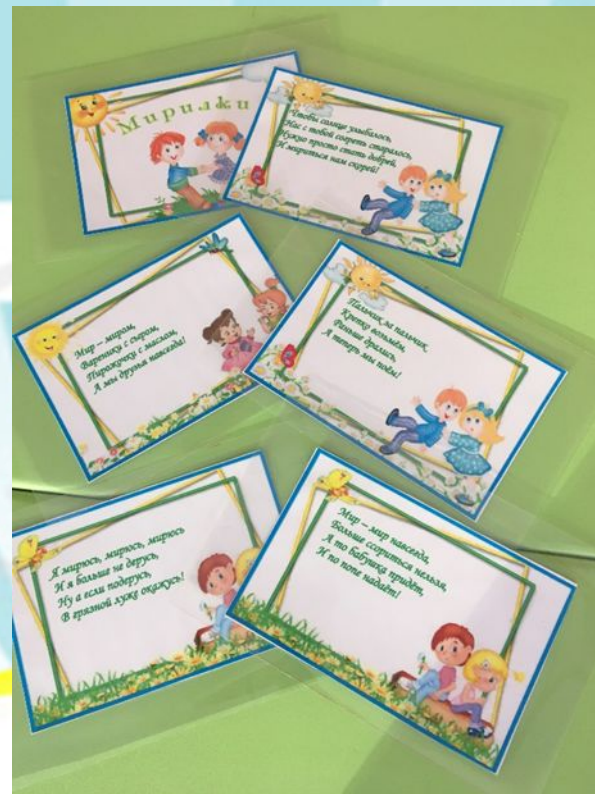 Мирилки
Чтобы солнце улыбалось,
Нас с тобой согреть старалось,
Нужно просто стать добрей,
И мириться нам скорей!
Мир – миром,
Вареники с сыром,
Пирожочки с маслом,
А мы друзья навсегда!
Пальчик за пальчик
Крепко возьмём,
Раньше дрались,
А теперь мы поём!
Я мирюсь, мирюсь, мирюсь
И я больше не дерусь,
Ну а если подерусь,
В грязной луже окажусь!
Мир – мир навсегда,
Больше ссориться нельзя,
А то бабушка придёт,
И по попе надаёт!